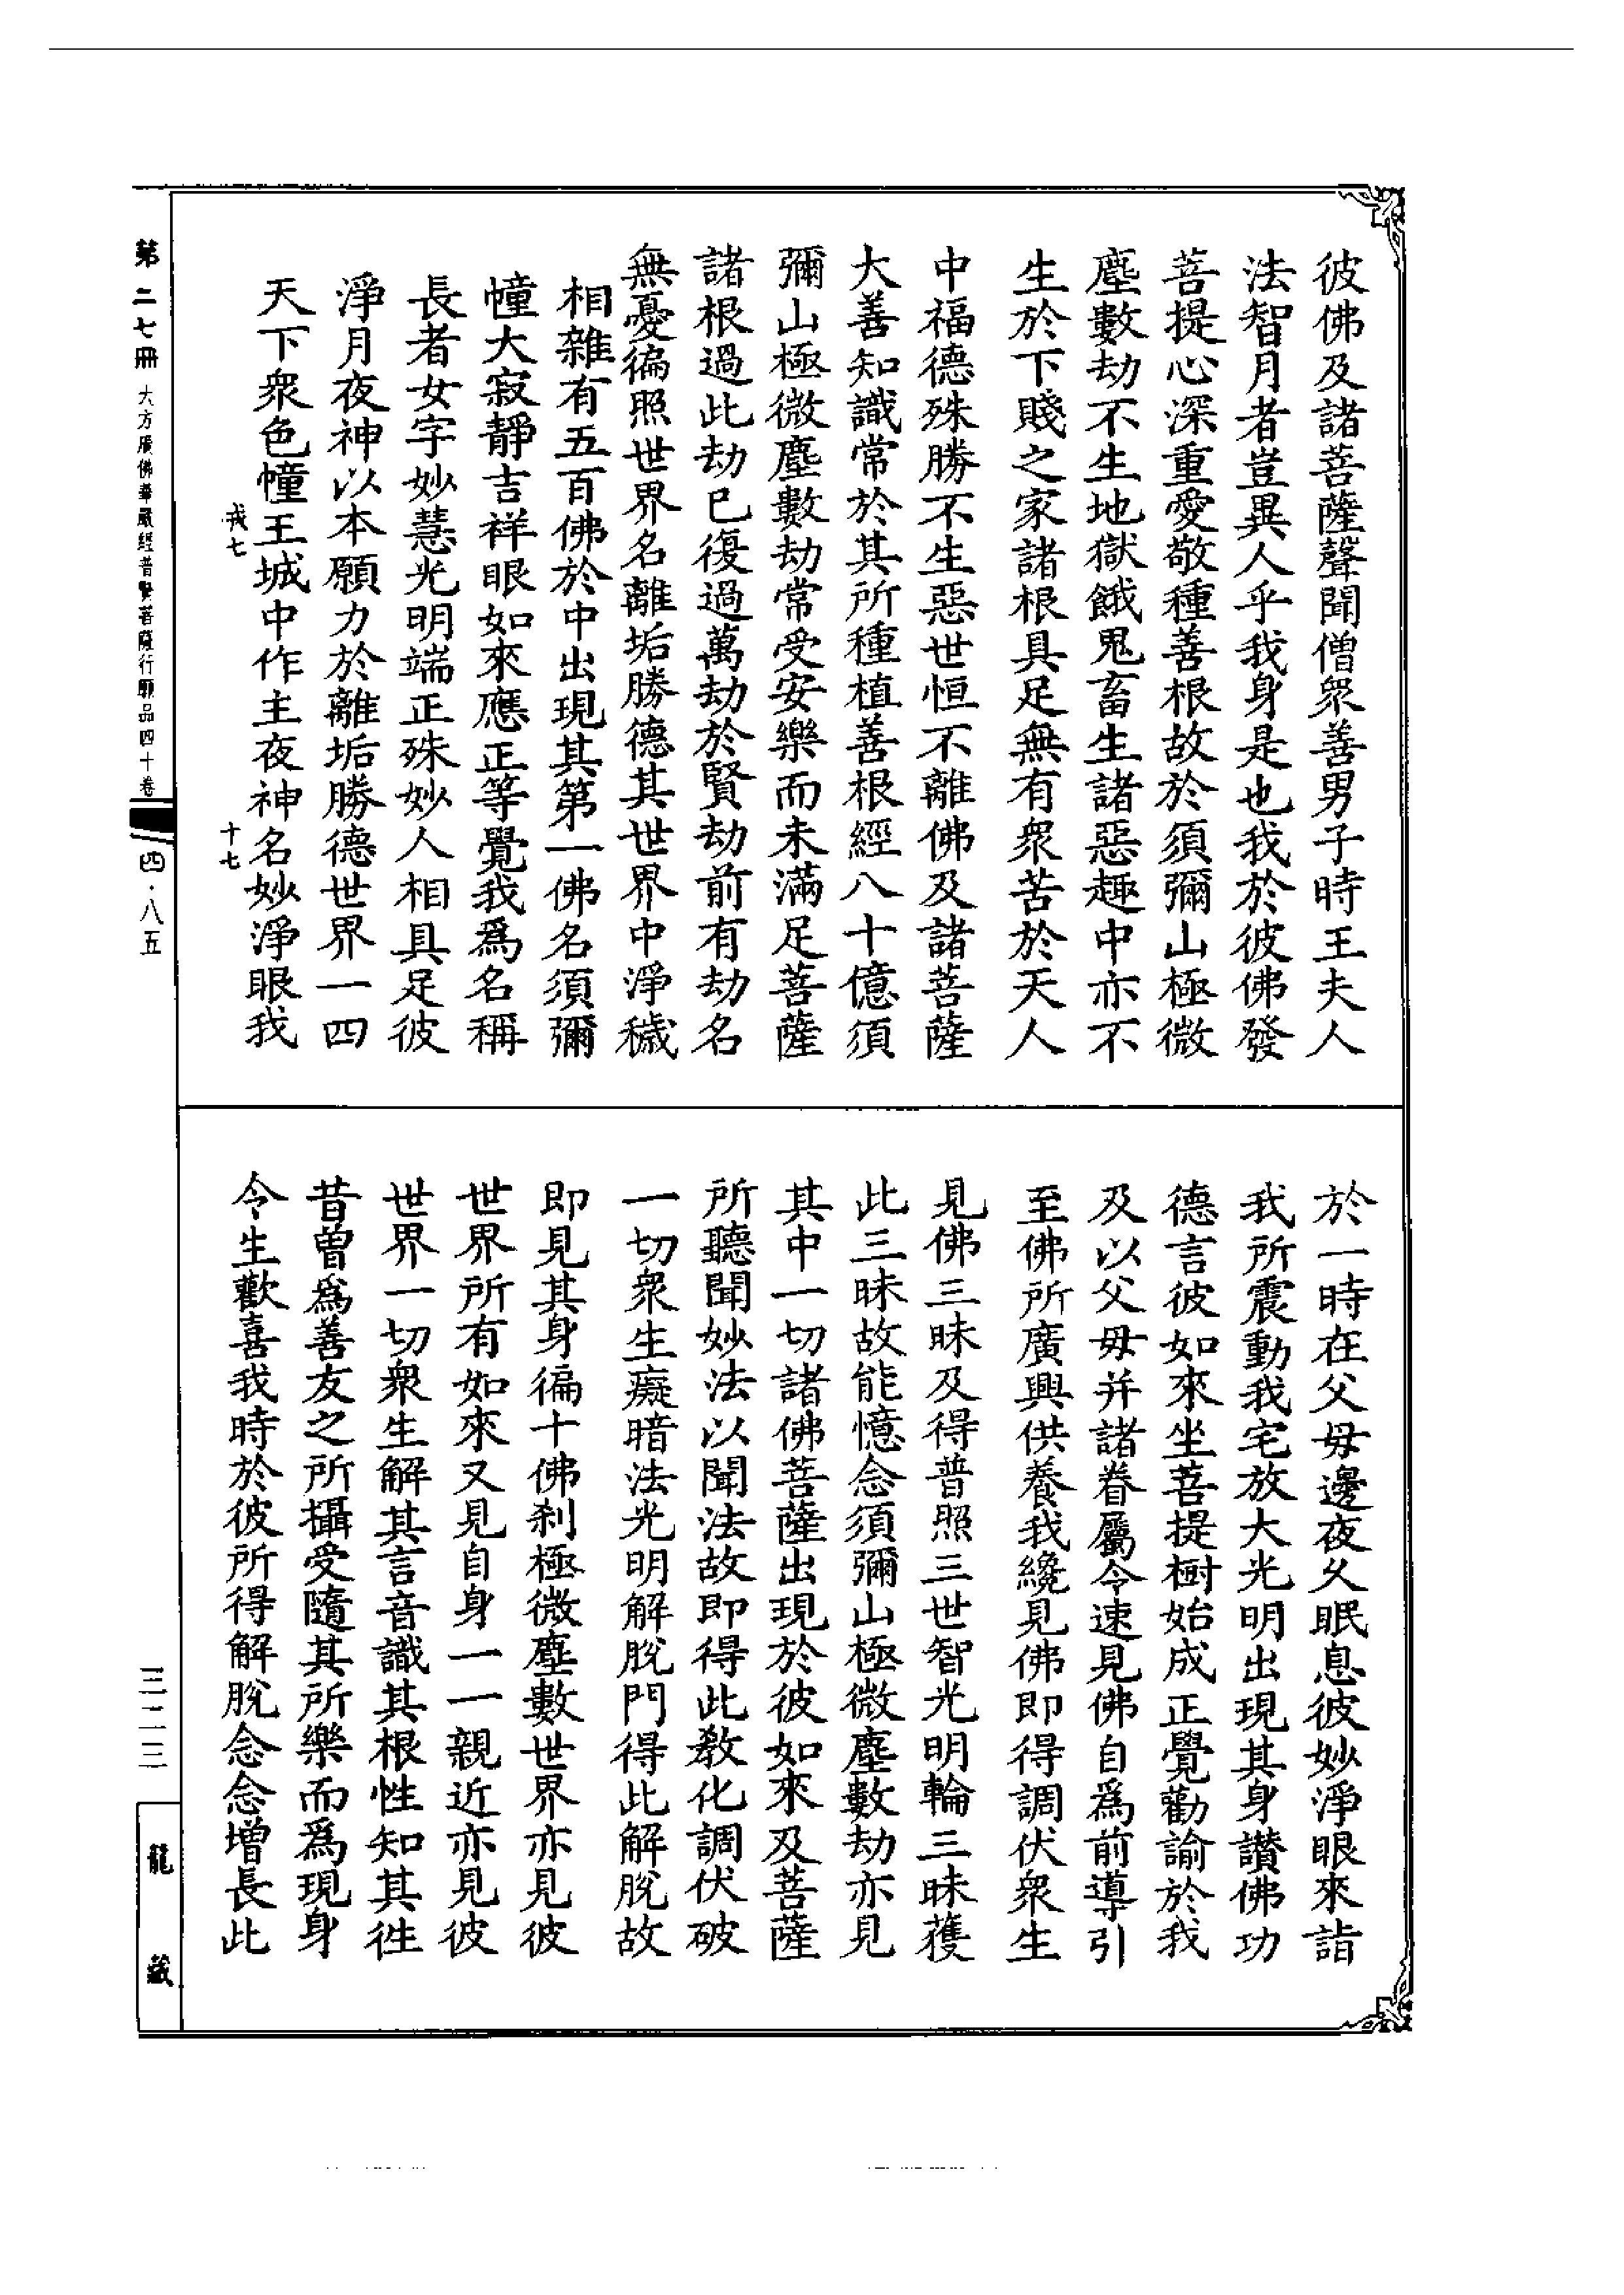 彼佛及諸菩薩聲聞僧衆善男子時王夫人
法智月者豈異人乎我身是也我於彼佛發
菩提心深重愛敬種善根故於須彌山極微
塵數劫不生地獄餓鬼畜生諸惡趣中亦不
生於下賤之家諸根具足無有衆苦於天人
中福德殊勝不生惡世恒不離佛及諸菩薩
大善知識常於其所種植善根經八十億須
彌山極微塵數劫常受安樂而未滿足菩薩
諸根過此劫已復過萬劫於賢劫前有劫名
無憂徧照世界名離垢勝德其世界中淨穢
相雜有五百佛於中出現其第一佛名須彌
幢大寂靜吉祥眼如來應正等覺我爲名稱
長者女字妙慧光明端正殊妙人相具足彼
淨月夜神以本願力於離垢勝德世界一四
天下衆色幢王城中作主夜神名妙淨眼我
於一時在父母邊夜久眠息彼妙淨眼來詣
我所震動我宅放大光明出現其身讃佛功
德言彼如來坐菩提樹始成正覺勸諭於我
及以父母并諸眷屬令速見佛自爲前導引
至佛所廣興供養我纔見佛即得調伏衆生
見佛三昧及得普照三世智光明輪三昧獲
此三昧故能憶念須彌山極微塵數劫亦見
其中一切諸佛菩薩出現於彼如來及菩薩
所聽聞妙法以聞法故即得此教化調伏破
一切衆生癡暗法光明解脫門得此解脫故
即見其身徧十佛刹極微塵數世界亦見彼
世界所有如來又見自身一一親近亦見彼
世界一切衆生解其言音識其根性知其徃
昔曾爲善友之所攝受隨其所樂而爲現身
令生歡喜我時於彼所得解脫念念增長此
第二七冊
大方廣佛華嚴經普賢菩薩行願品四十卷
四·八五
戎七
十七
三二三
龍藏